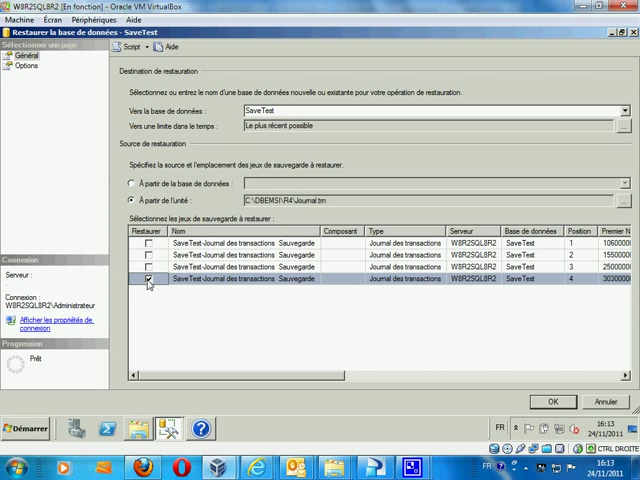 W8R2SQL8R2 [En fonction] - Oracle VM VirtualBox
Machine Écran Périphériques Aide
Restaurer la base de données - SaveTest
Sélectionner une page
Général
Options
Script Aide
Destination de restauration
Sélectionnez ou entrez le nom d'une base de données nouvelle ou existante pour votre opération de restauration.
Vers la base de données : SaveTest
Vers une limite dans le temps : Le plus récent possible
Source de restauration
Spécifiez la source et l'emplacement des jeux de sauvegarde à restaurer.
À partir de la base de données :
À partir de l'unité : C:\DBEMSI\R4\Journal.trn
Sélectionnez les jeux de sauvegarde à restaurer :
Restaurer Nom Composant Type Serveur Base de données Position Premier N
SaveTest-Journal des transactions Sauvegarde Journal des transactions W8R2SQL8R2 SaveTest 1 1060000
SaveTest-Journal des transactions Sauvegarde Journal des transactions W8R2SQL8R2 SaveTest 2 1550000
SaveTest-Journal des transactions Sauvegarde Journal des transactions W8R2SQL8R2 SaveTest 3 2500000
SaveTest-Journal des transactions Sauvegarde Journal des transactions W8R2SQL8R2 SaveTest 4 3030000
Connexion
Serveur :
.
Connexion :
W8R2SQL8R2\Administrateur
Afficher les propriétés de
connexion
Progression
Prêt
OK Annuler
Démarrer
FR
16:13
24/11/2011
CTRL DROITE
FR
16:13
24/11/2011